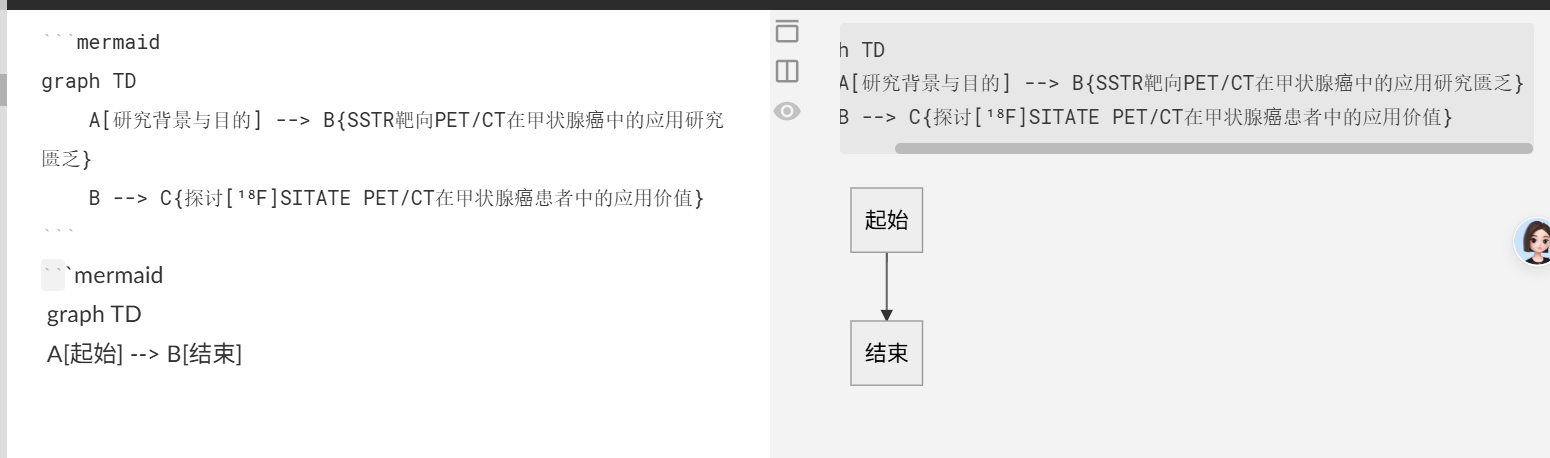 ```mermaid
graph TD
    A[研究背景与目的] --> B{SSTR靶向PET/CT在甲状腺癌中的应用研究
匮乏}
    B --> C{探讨[¹⁸F]SITATE PET/CT在甲状腺癌患者中的应用价值}
```
```mermaid
graph TD
A[起始] --> B[结束]
h TD
A[研究背景与目的] --> B{SSTR靶向PET/CT在甲状腺癌中的应用研究匮乏}
B --> C{探讨[¹⁸F]SITATE PET/CT在甲状腺癌患者中的应用价值}
起始
结束